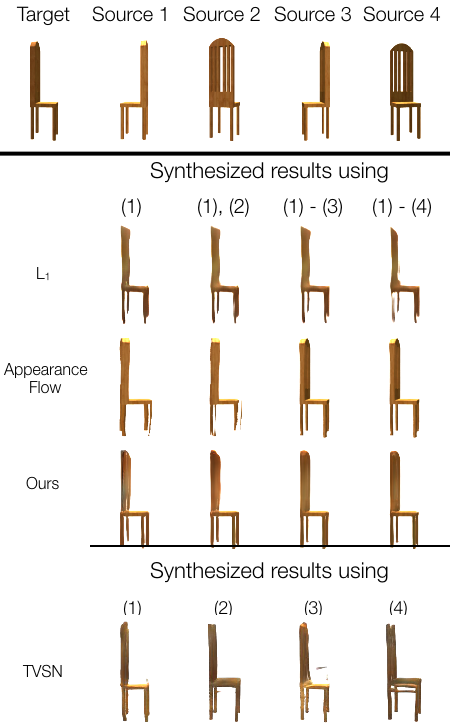 Target Source 1 Source 2 Source 3 Source 4
Synthesized results using
(1) (1), (2) (1) - (3) (1) - (4)
L1
Appearance
Flow
Ours
Synthesized results using
(1) (2) (3) (4)
TVSN